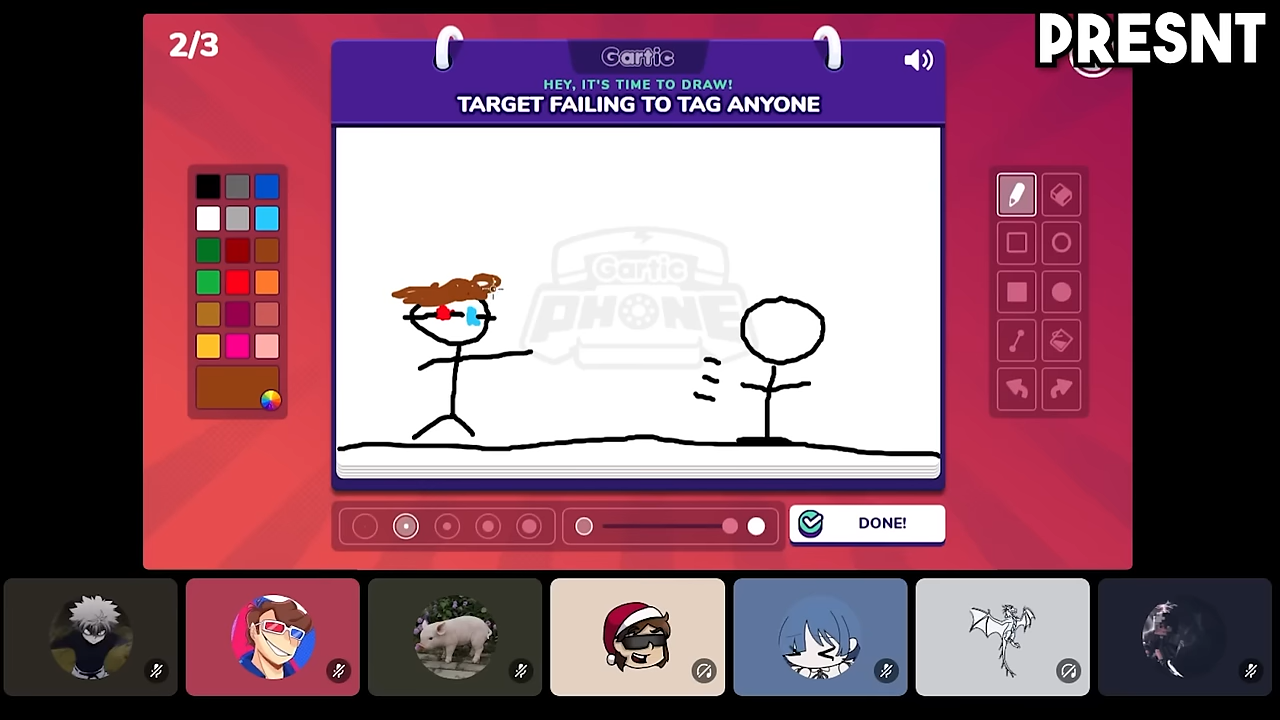 PRESNT
2/3
Gartic
HEY, IT'S TIME TO DRAW!
TARGET FAILING TO TAG ANYONE
Gartic
PHONE
DONE!